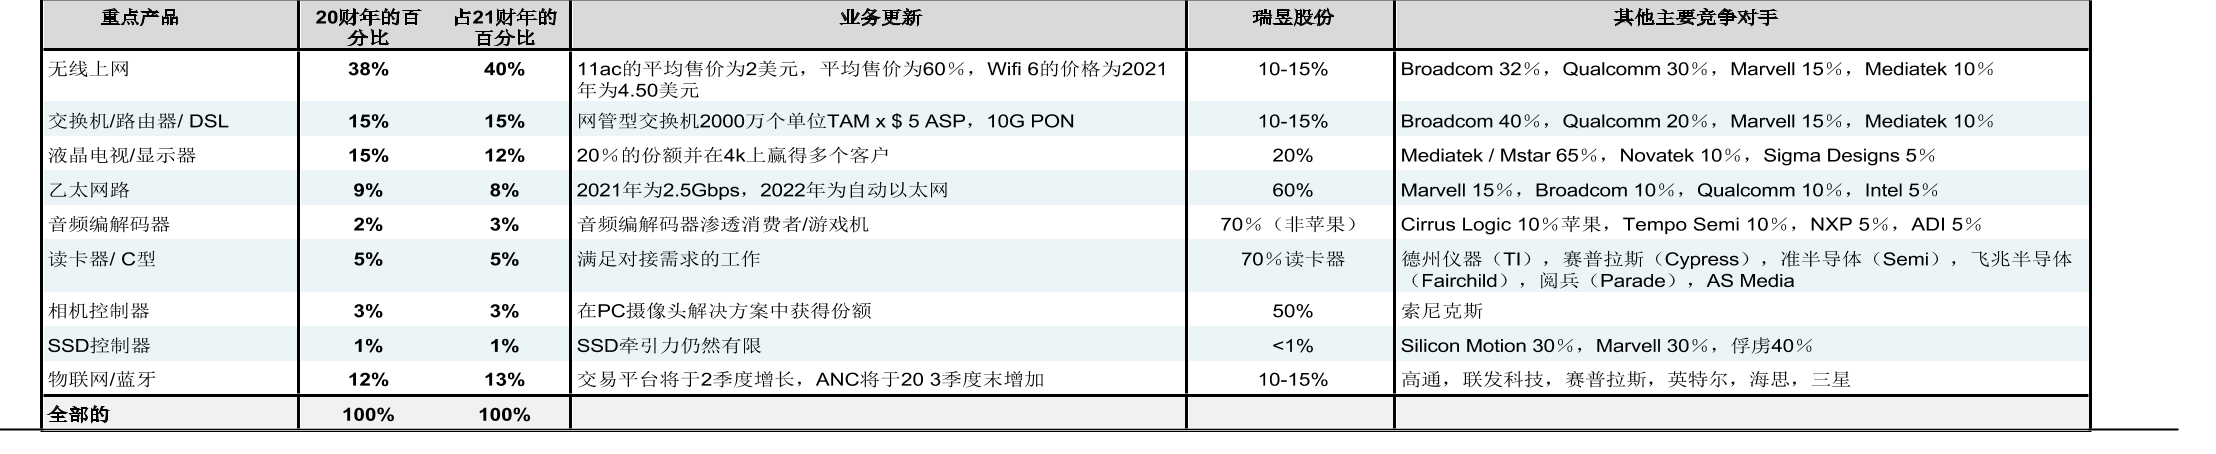 重点产品 20财年的百分比 占21财年的百分比 业务更新 瑞昱股份 其他主要竞争对手
无线上网 38% 40% 11ac的平均售价为2美元，平均售价为60％，Wifi 6的价格为2021年为4.50美元 10-15% Broadcom 32％，Qualcomm 30％，Marvell 15％，Mediatek 10％
交换机/路由器/ DSL 15% 15% 网管型交换机2000万个单位TAM x $ 5 ASP，10G PON 10-15% Broadcom 40％，Qualcomm 20％，Marvell 15％，Mediatek 10％
液晶电视/显示器 15% 12% 20％的份额并在4k上赢得多个客户 20% Mediatek / Mstar 65％，Novatek 10％，Sigma Designs 5％
乙太网路 9% 8% 2021年为2.5Gbps，2022年为自动以太网 60% Marvell 15％，Broadcom 10％，Qualcomm 10％，Intel 5％
音频编解码器 2% 3% 音频编解码器渗透消费者/游戏机 70％（非苹果） Cirrus Logic 10％苹果，Tempo Semi 10％，NXP 5％，ADI 5％
读卡器/ C型 5% 5% 满足对接需求的工作 70％读卡器 德州仪器（TI），赛普拉斯（Cypress），准半导体（Semi），飞兆半导体（Fairchild），阅兵（Parade），AS Media
相机控制器 3% 3% 在PC摄像头解决方案中获得份额 50% 索尼克斯
SSD控制器 1% 1% SSD牵引力仍然有限 <1% Silicon Motion 30％，Marvell 30％，俘虏40％
物联网/蓝牙 12% 13% 交易平台将于2季度增长，ANC将于20 3季度末增加 10-15% 高通，联发科技，赛普拉斯，英特尔，海思，三星
全部的 100% 100%